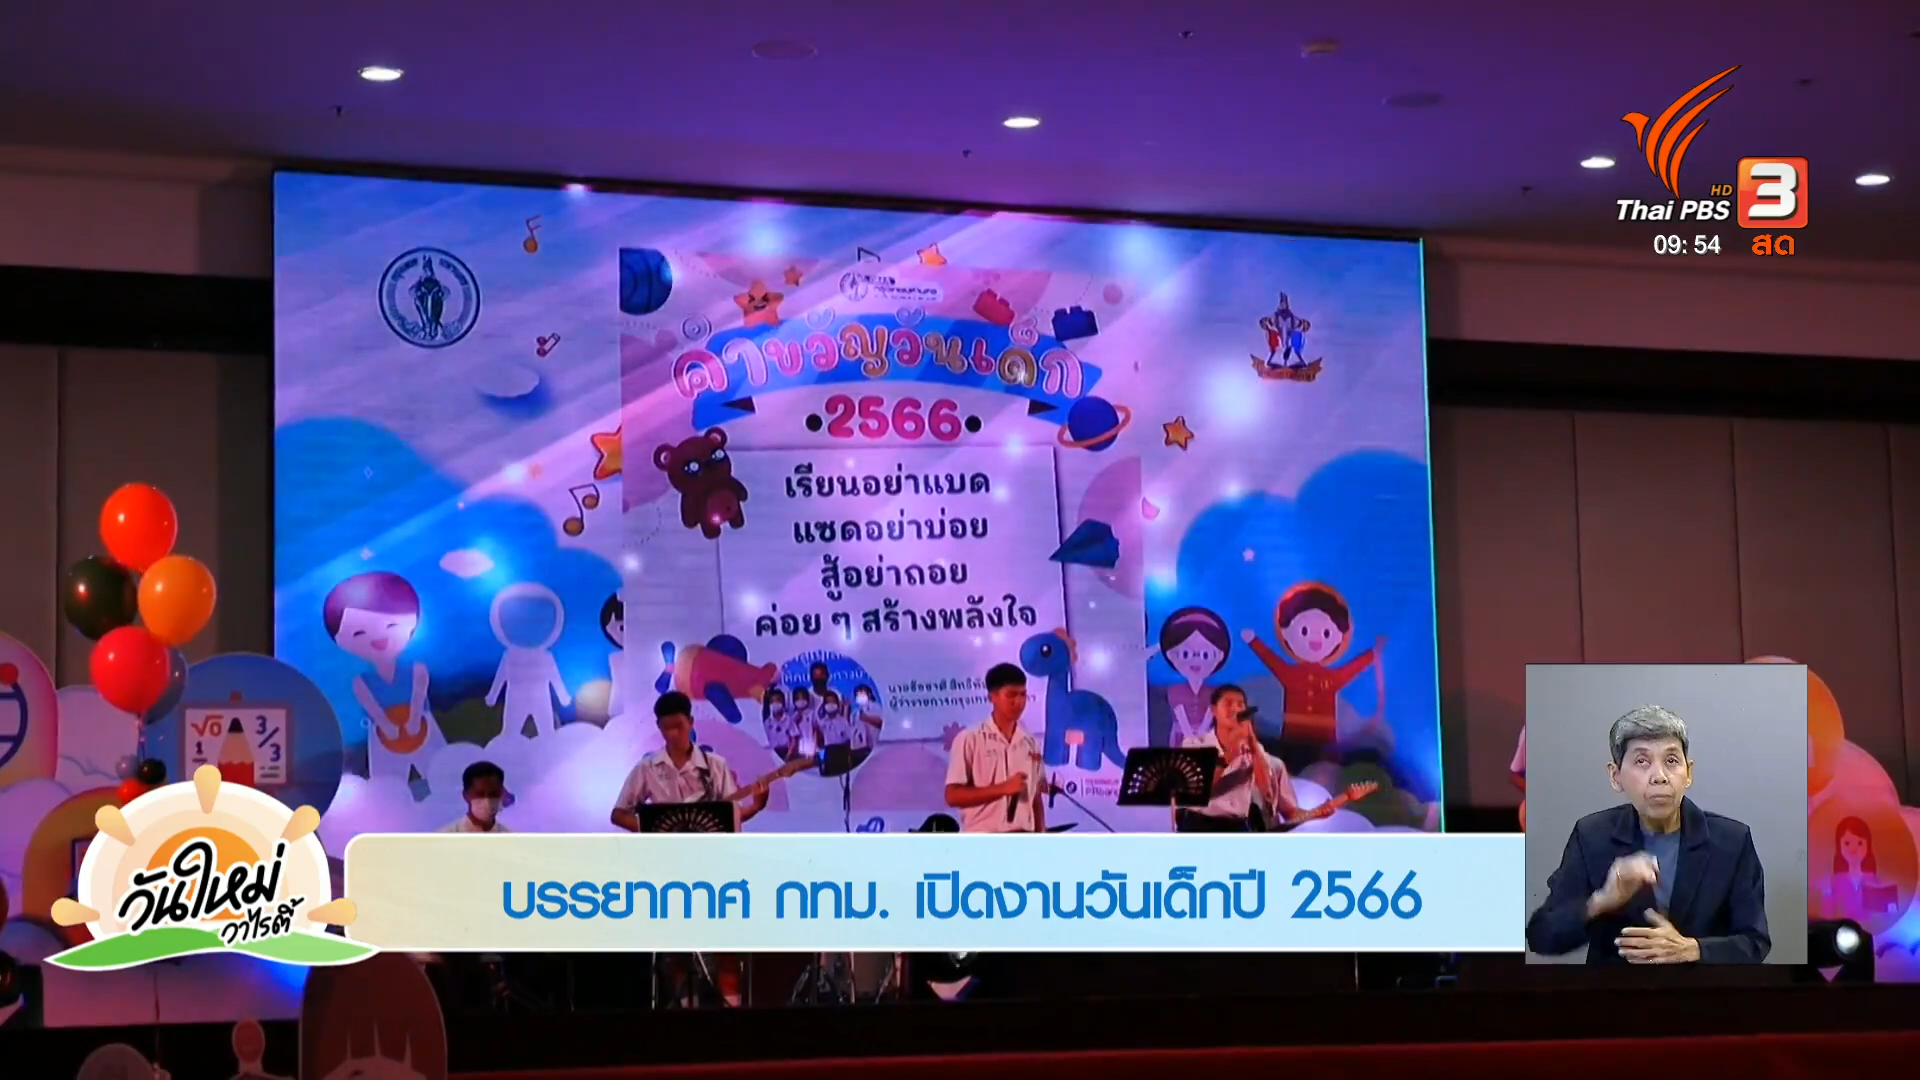 Thai PBS
HD
3
09: 54
สด
คำขวัญวันเด็ก
•2566•
เรียนอย่าแบด
แซดอย่าบ่อย
สู้อย่าถอย
ค่อย ๆ สร้างพลังใจ
√0
3/3
1
วันใหม่
วาไรตี้
บรรยากาศ กทม. เปิดงานวันเด็กปี 2566